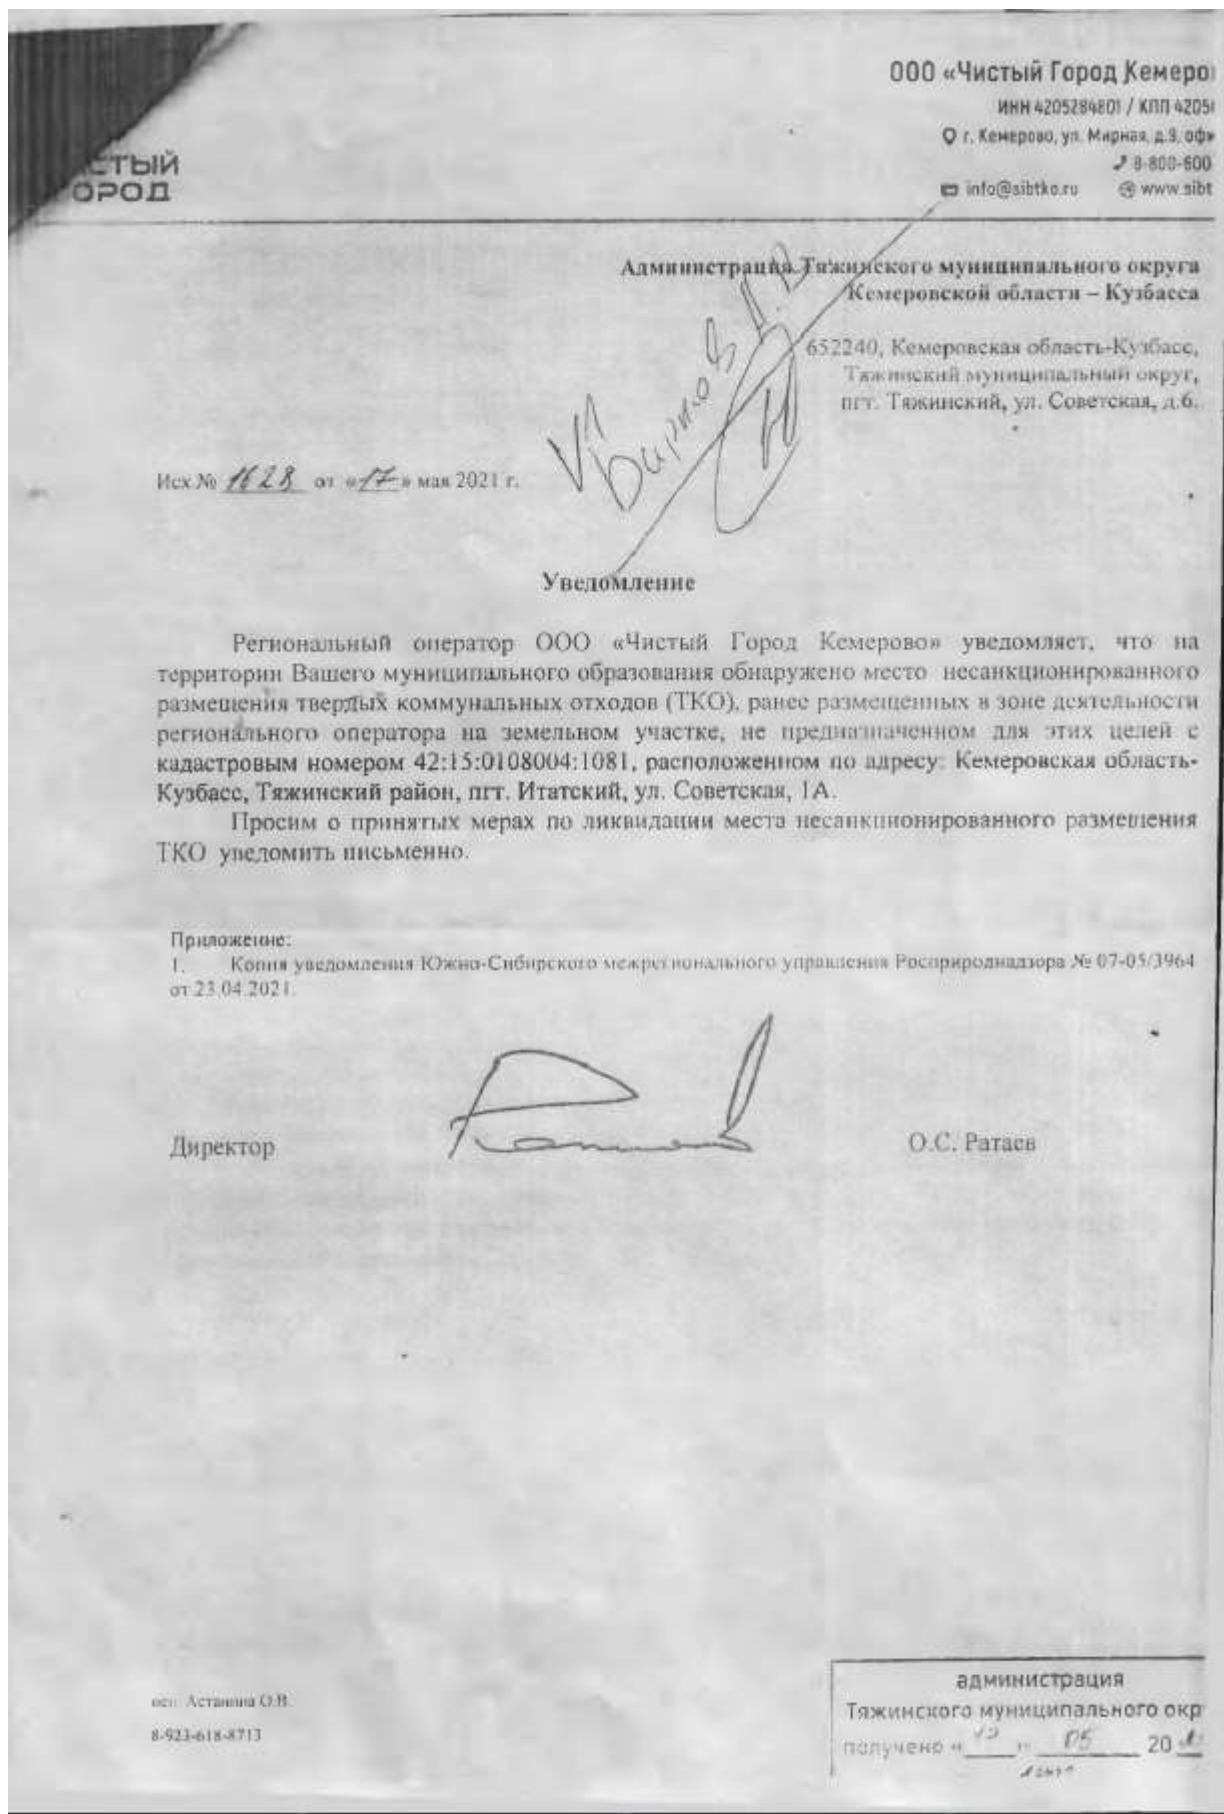 ООО «Чистый Город Кемеро
ИНН 4205284801 / КПП 4205
г. Кемерово, ул. Мирная, д.9, офи
8-800-600
info@sibtko.ru www.sibt
СТЫЙ
ОРОД
Администрация Тяжинского муниципального округа
Кемеровской области – Кузбасса
652240, Кемеровская область-Кузбасс,
Тяжинский муниципальный округ,
пгт. Тяжинский, ул. Советская, д.6.
Исх № 1628 от «17» мая 2021 г.
Уведомление
Региональный оператор ООО «Чистый Город Кемерово» уведомляет, что на
территории Вашего муниципального образования обнаружено место несанкционированного
размещения твердых коммунальных отходов (ТКО), ранее размещенных в зоне деятельности
регионального оператора на земельном участке, не предназначенном для этих целей с
кадастровым номером 42:15:0108004:1081, расположенном по адресу: Кемеровская область-
Кузбасс, Тяжинский район, пгт. Итатский, ул. Советская, 1А.
Просим о принятых мерах по ликвидации места несанкционированного размещения
ТКО уведомить письменно.
Приложение:
1. Копия уведомления Южно-Сибирского межрегионального управления Росприроднадзора № 07-05/3964
от 23.04.2021.
Директор О.С. Ратаев
исп. Астанина О.В.
8-923-618-8713
администрация
Тяжинского муниципального окр
получено « » 05 20